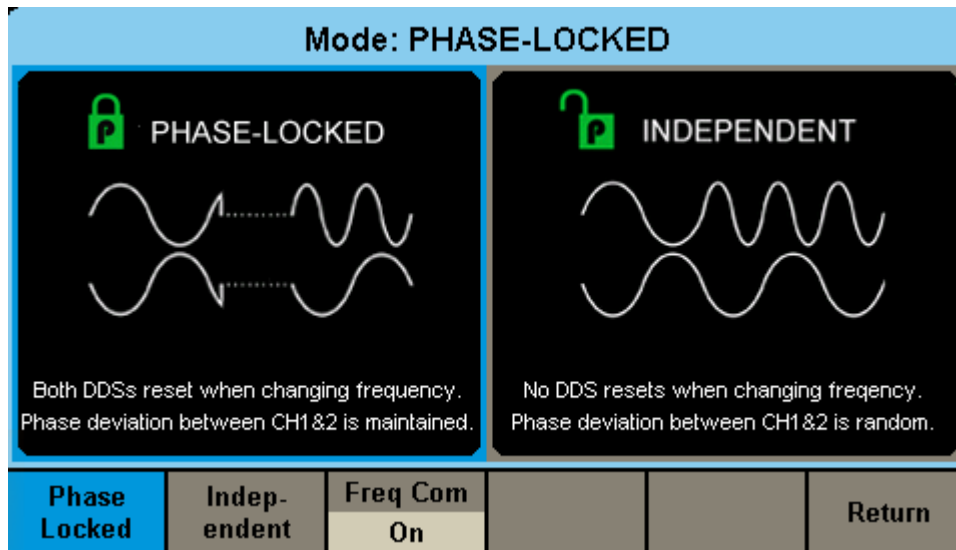 Mode: PHASE-LOCKED
P PHASE-LOCKED
Both DDSs reset when changing frequency.
Phase deviation between CH1&2 is maintained.
P INDEPENDENT
No DDS resets when changing freqency.
Phase deviation between CH1&2 is random.
Phase
Locked
Indep-
endent
Freq Com
On
Return